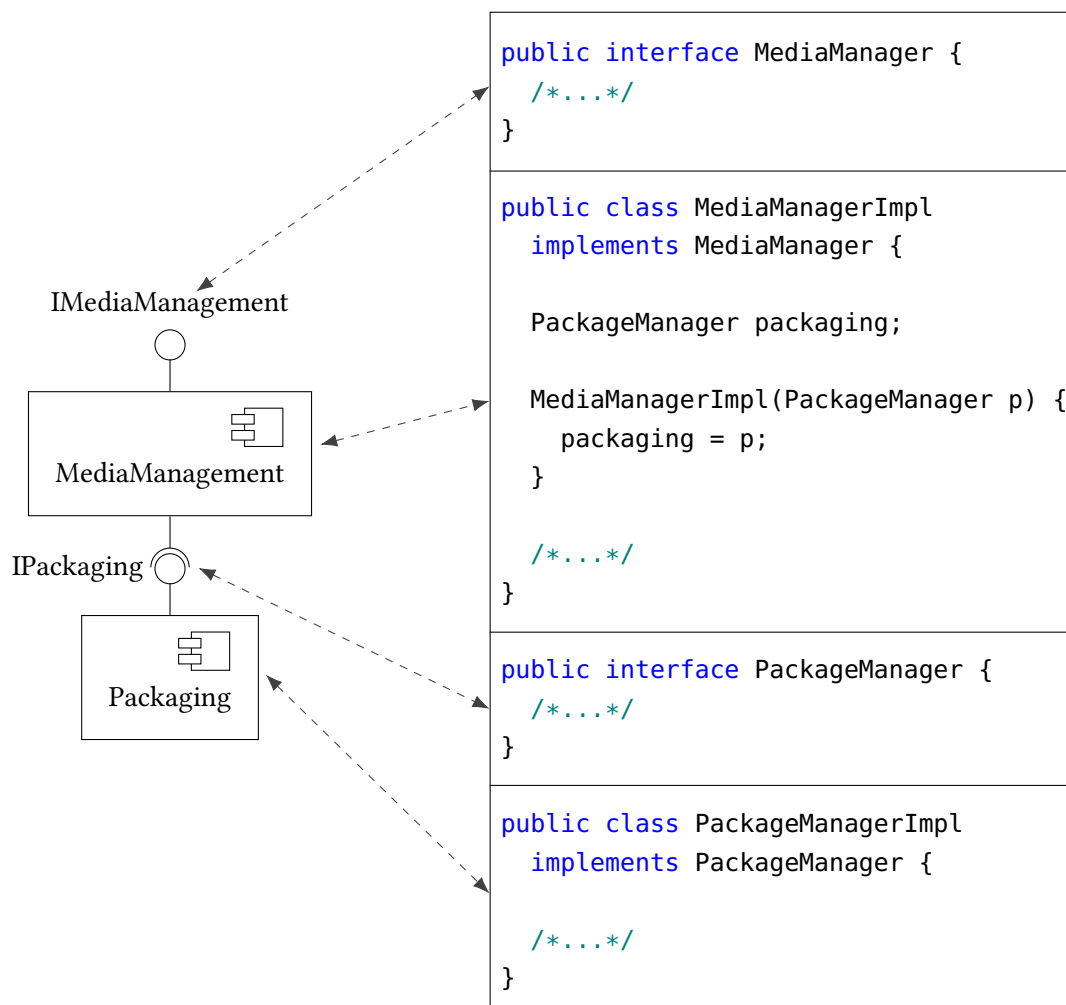 IMediaManagement
MediaManagement
IPackaging
Packaging
public interface MediaManager {
  /*...*/
}
public class MediaManagerImpl
  implements MediaManager {
  PackageManager packaging;
  MediaManagerImpl(PackageManager p) {
    packaging = p;
  }
  /*...*/
}
public interface PackageManager {
  /*...*/
}
public class PackageManagerImpl
  implements PackageManager {
  /*...*/
}